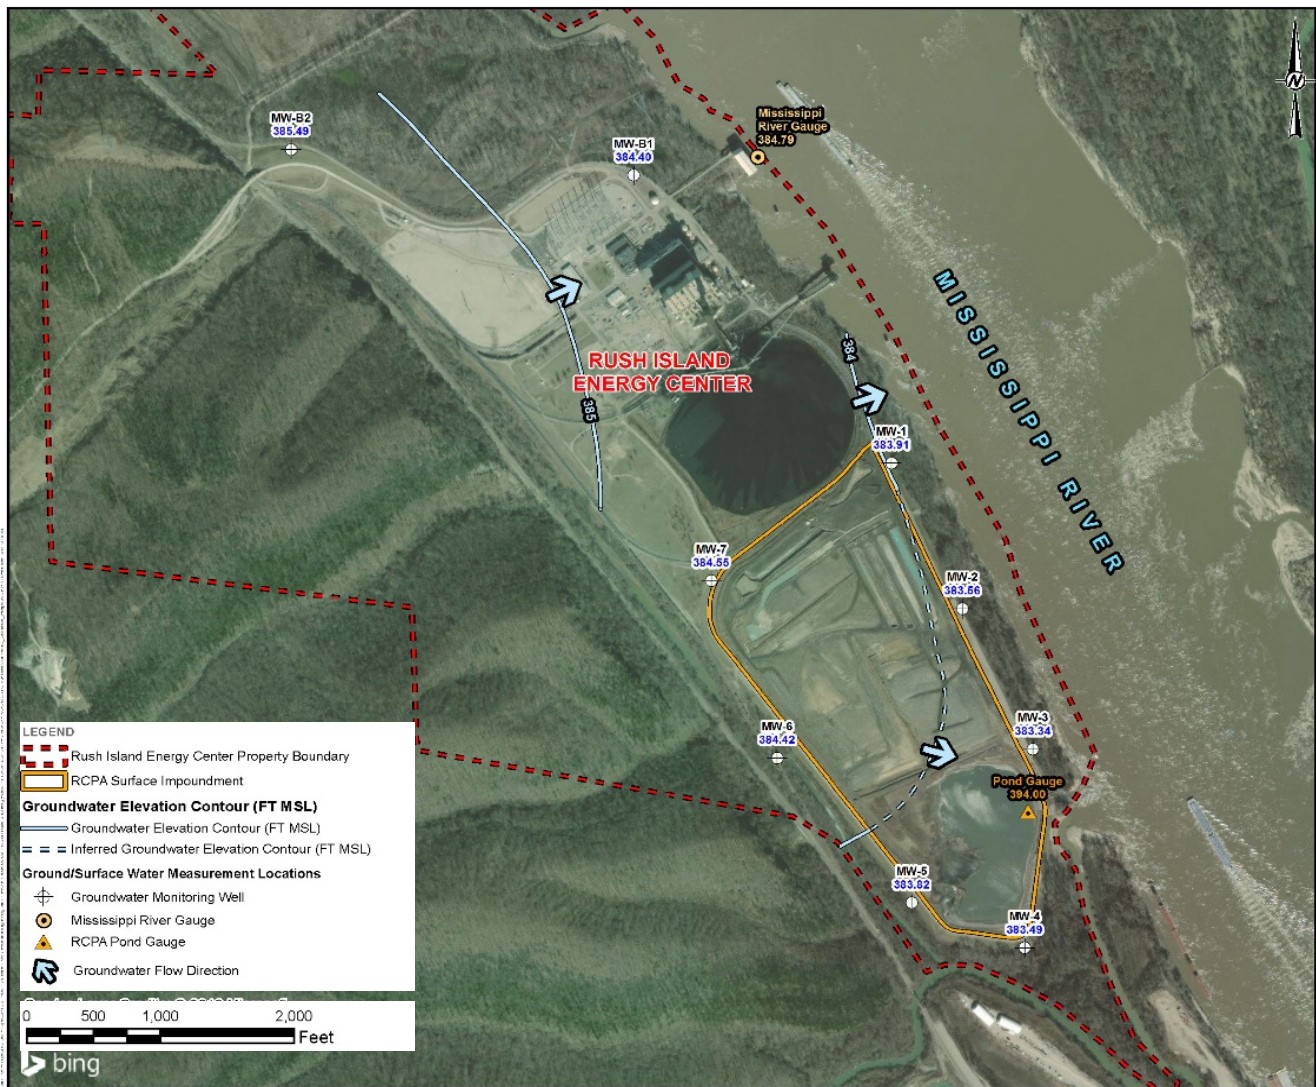 N
MW-B2
385.49
MW-B1
384.40
Mississippi
River Gauge
384.79
MISSISSIPPI RIVER
RUSH ISLAND
ENERGY CENTER
384
385
MW-1
383.91
MW-7
384.55
MW-2
383.56
MW-3
383.34
MW-6
384.42
Pond Gauge
394.00
MW-5
383.82
MW-4
383.49
LEGEND
Rush Island Energy Center Property Boundary
RCPA Surface Impoundment
Groundwater Elevation Contour (FT MSL)
Groundwater Elevation Contour (FT MSL)
Inferred Groundwater Elevation Contour (FT MSL)
Ground/Surface Water Measurement Locations
Groundwater Monitoring Well
Mississippi River Gauge
RCPA Pond Gauge
Groundwater Flow Direction
0 500 1,000 2,000
Feet
bing